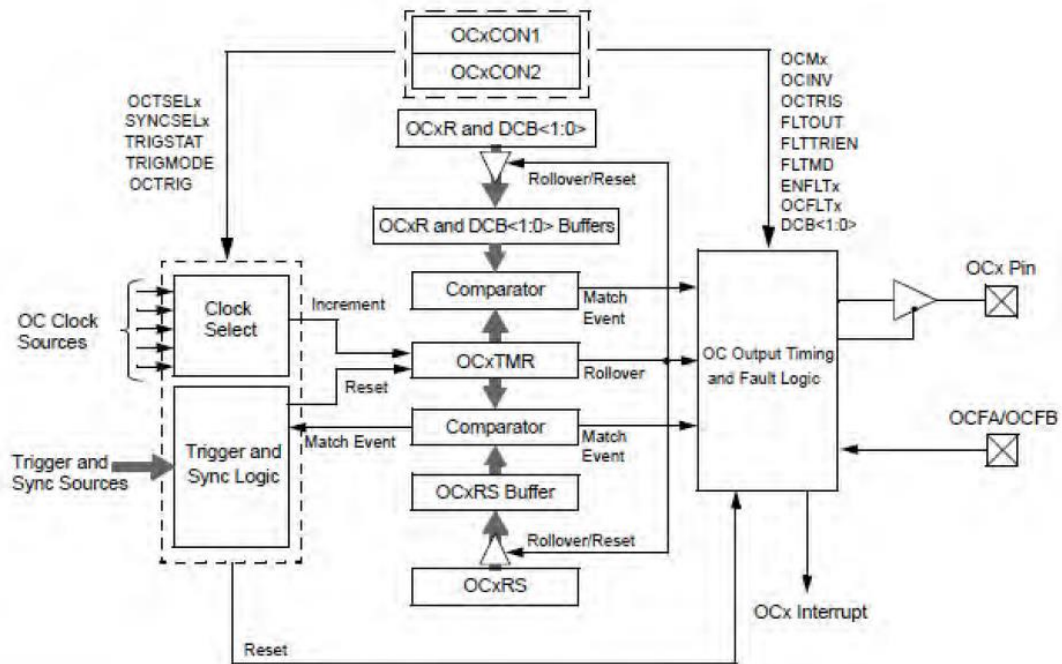 OCxCON1
OCxCON2
OCTSELx
SYNCSELx
TRIGSTAT
TRIGMODE
OCTRIG
OCMx
OCINV
OCTRIS
FLTOUT
FLTTRIEN
FLTMD
ENFLTx
OCFLTx
DCB<1:0>
OCxR and DCB<1:0>
Rollover/Reset
OCxR and DCB<1:0> Buffers
OC Clock
Sources
Clock
Select
Increment
Comparator
Match
Event
OCxTMR
Rollover
Reset
OC Output Timing
and Fault Logic
OCx Pin
Trigger and
Sync Sources
Trigger and
Sync Logic
Match Event
Comparator
Match
Event
OCFA/OCFB
OCxRS Buffer
Rollover/Reset
OCxRS
OCx Interrupt
Reset